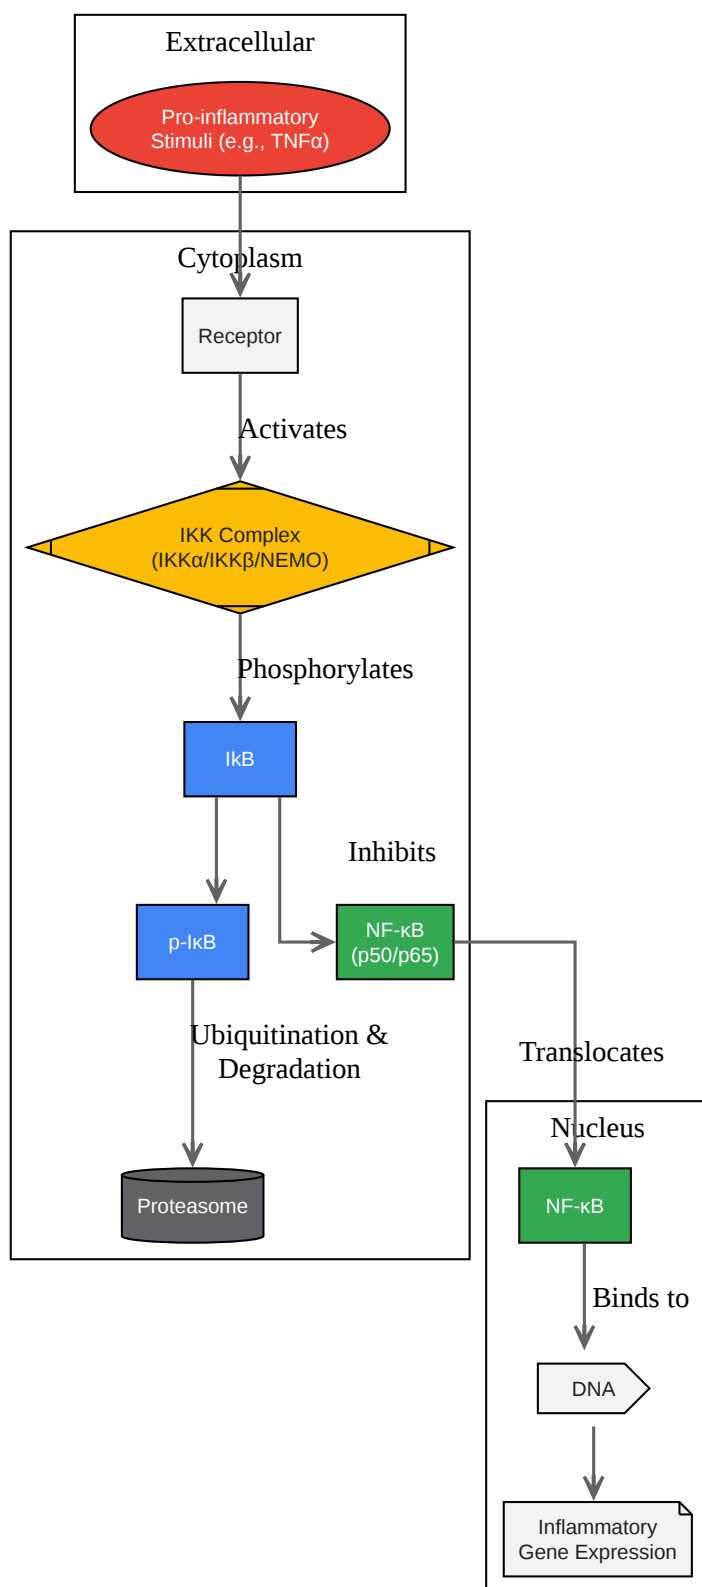 Extracellular
Pro-inflammatory
Stimuli (e.g., TNFα)
Cytoplasm
Receptor
Activates
IKK Complex
(IKKα/IKKβ/NEMO)
Phosphorylates
IkB
Inhibits
p-IκB
NF-κB
(p50/p65)
Ubiquitination &
Degradation
Translocates
Nucleus
Proteasome
NF-κB
Binds to
DNA
Inflammatory
Gene Expression